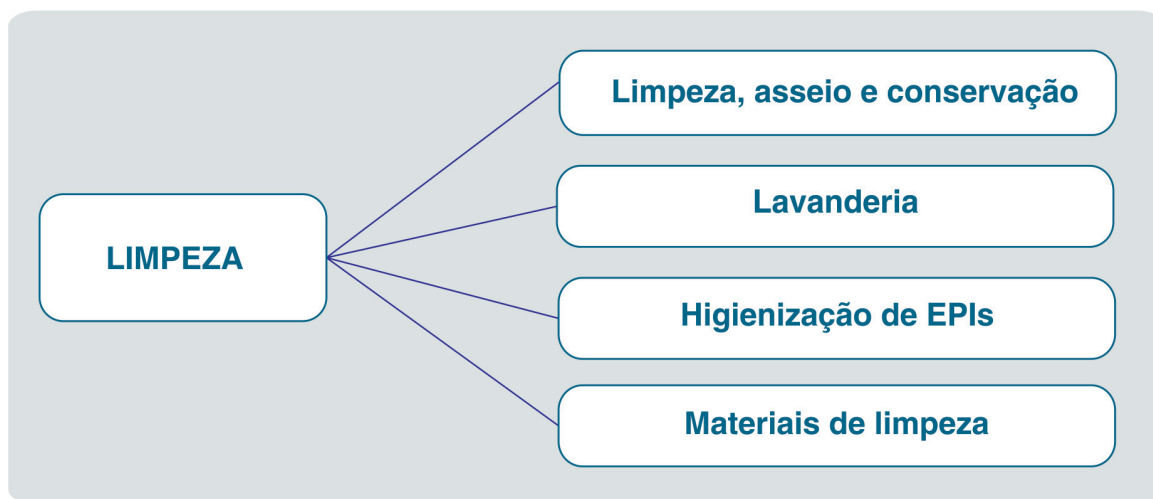 Limpeza, asseio e conservação
Lavanderia
LIMPEZA
Higienização de EPIs
Materiais de limpeza